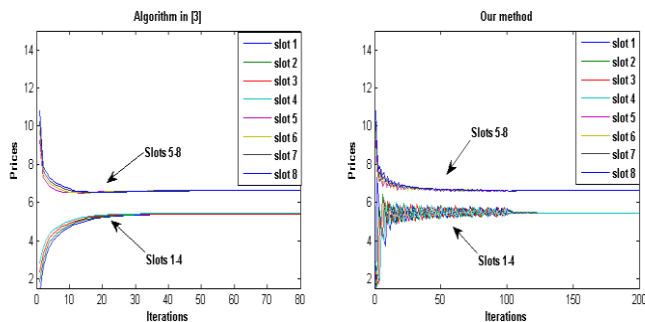 Algorithm in [3]
Prices
14
12
10
8
6
4
2
0
10
20
30
40
50
60
70
80
Iterations
slot 1
slot 2
slot 3
slot 4
slot 5
slot 6
slot 7
slot 8
Slots 5-8
Slots 1-4
Our method
Prices
14
12
10
8
6
4
2
0
50
100
150
200
Iterations
slot 1
slot 2
slot 3
slot 4
slot 5
slot 6
slot 7
slot 8
Slots 5-8
Slots 1-4